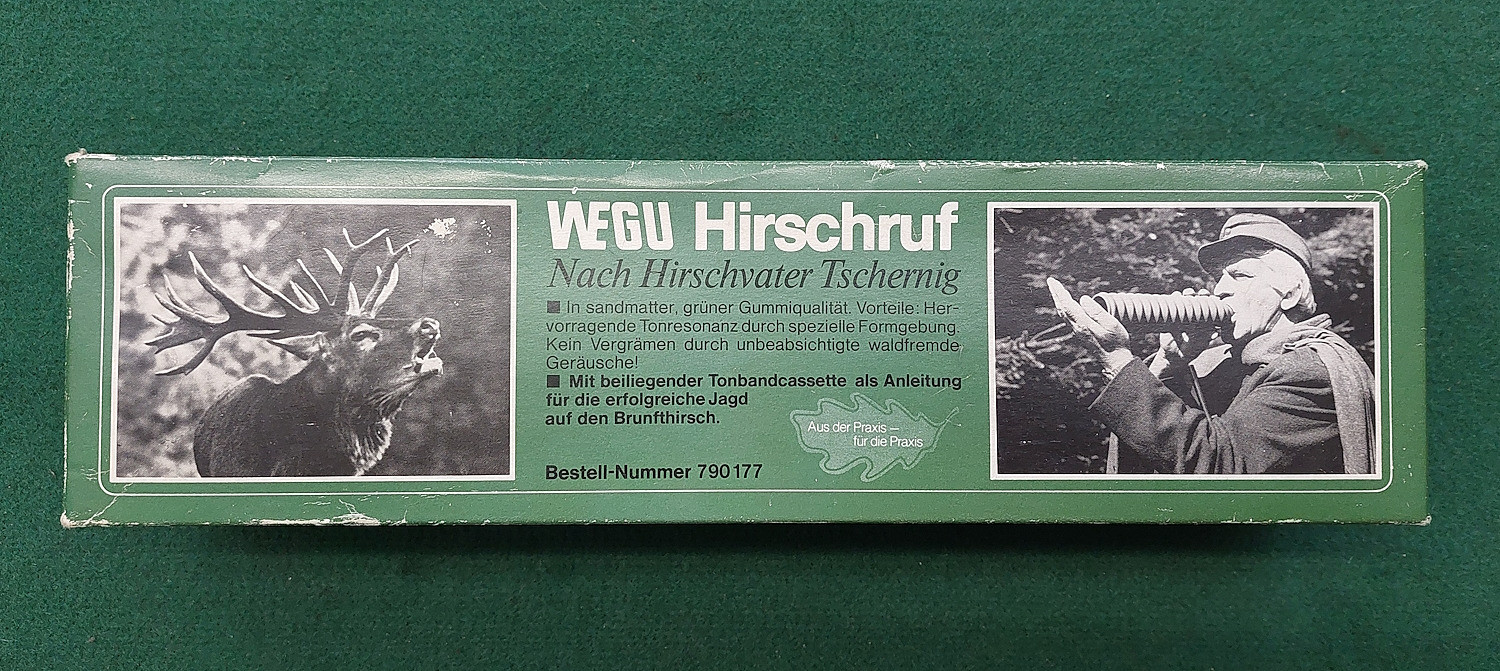 WEGU Hirschruf
Nach Hirschvater Tschernig
■ In sandmatter, grüner Gummiqualität. Vorteile: Her-
vorragende Tonresonanz durch spezielle Formgebung.
Kein Vergrämen durch unbeabsichtigte waldfremde
Geräusche!
■ Mit beiliegender Tonbandcassette als Anleitung
für die erfolgreiche Jagd
auf den Brunfthirsch.
Aus der Praxis –
für die Praxis
Bestell-Nummer 790177